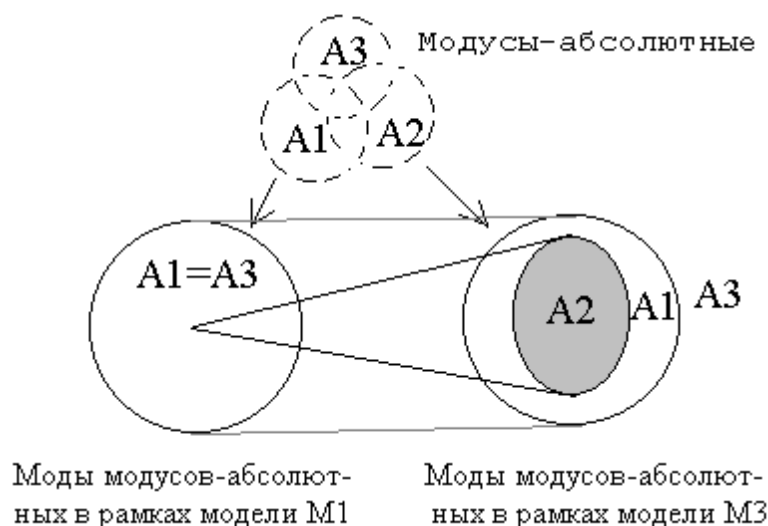 A3 Модусы-абсолютные
A1 A2
A1=A3 A2 A1 A3
Моды модусов-абсолют-
ных в рамках модели M1
Моды модусов-абсолют-
ных в рамках модели M3